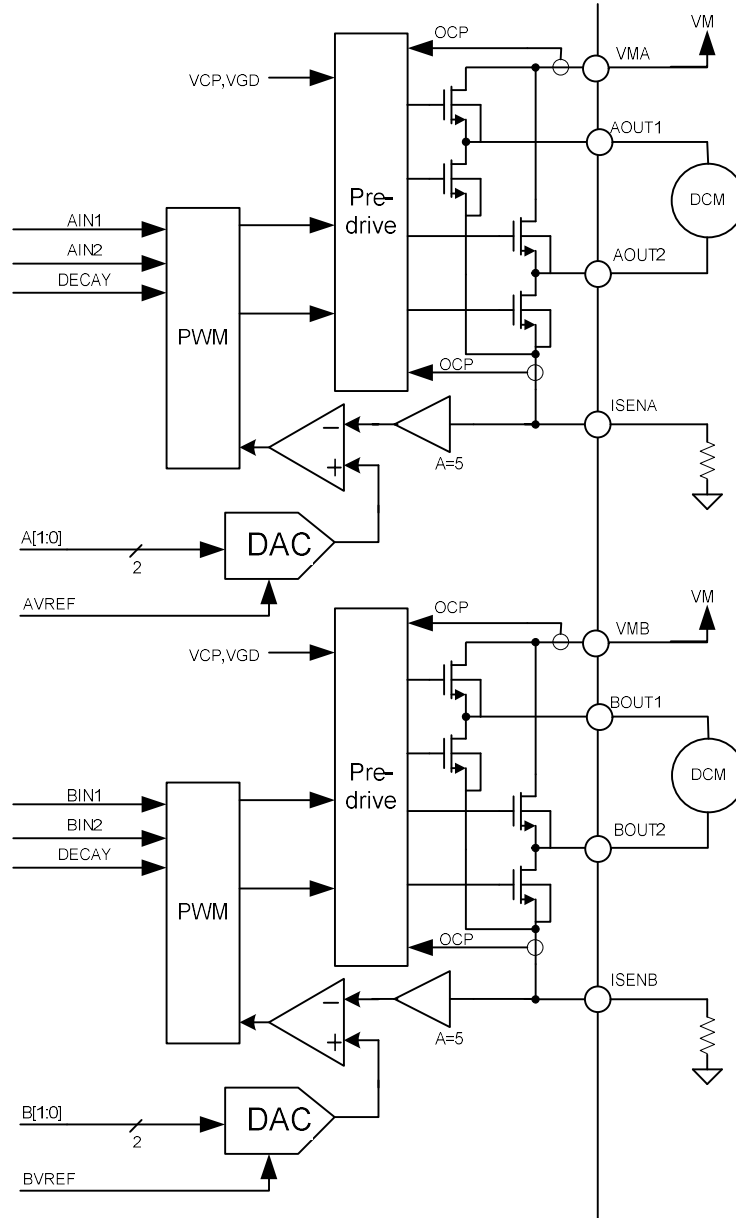 OCP
VM
VMA
VCP,VGD
AOUT1
Pre-
drive
DCM
AIN1
AIN2
DECAY
AOUT2
PWM
OCP
ISENA
−
+
A=5
A[1:0]
2
DAC
AVREF
OCP
VM
VMB
VCP,VGD
BOUT1
Pre-
drive
DCM
BIN1
BIN2
DECAY
BOUT2
PWM
OCP
ISENB
−
+
A=5
B[1:0]
2
DAC
BVREF